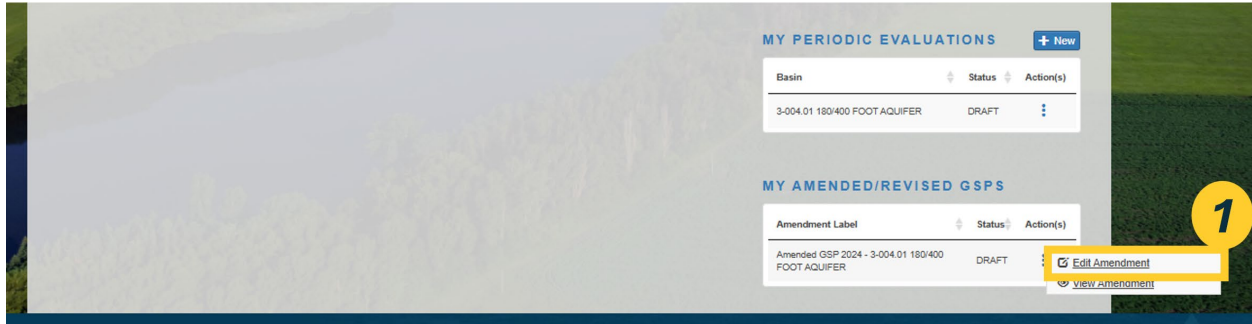 MY PERIODIC EVALUATIONS
+ New
Basin Status Action(s)
3-004.01 180/400 FOOT AQUIFER DRAFT
MY AMENDED/REVISED GSPS
Amendment Label Status Action(s)
Amended GSP 2024 - 3-004.01 180/400
FOOT AQUIFER
DRAFT
1
Edit Amendment
View Amendment